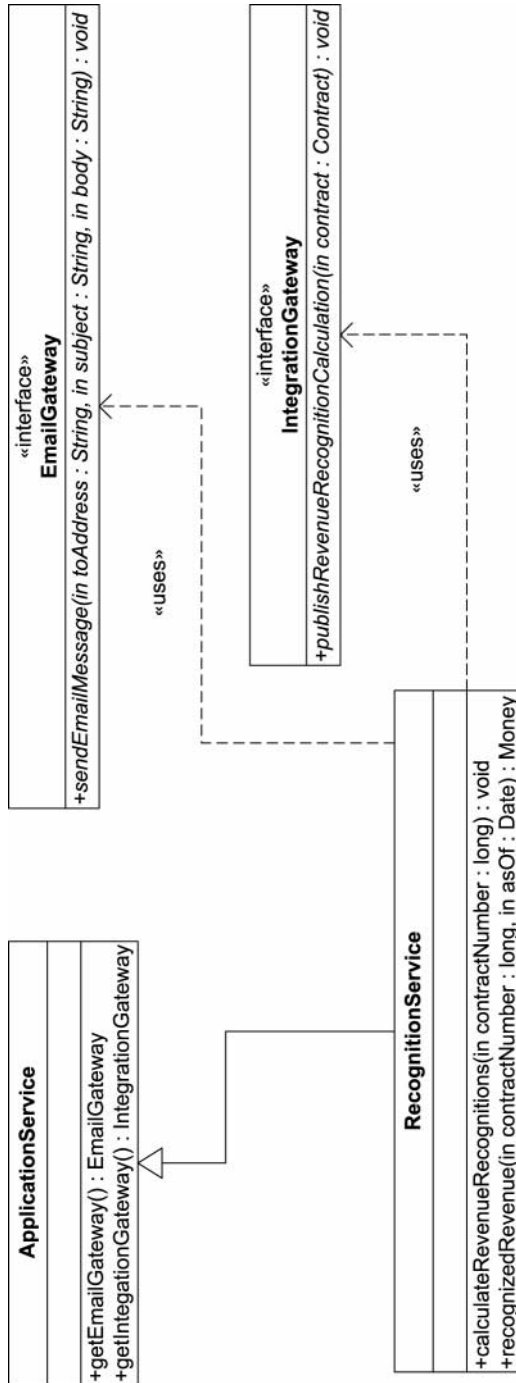 ApplicationService
+getEmailGateway() : EmailGateway
+getIntegationGateway() : IntegrationGateway
«interface»
EmailGateway
+sendEmailMessage(in toAddress : String, in subject : String, in body : String) : void
«uses»
«interface»
IntegrationGateway
+publishRevenueRecognitionCalculation(in contract : Contract) : void
«uses»
RecognitionService
+calculateRevenueRecognitions(in contractNumber : long) : void
+recognizedRevenue(in contractNumber : long, in asOf : Date) : Money